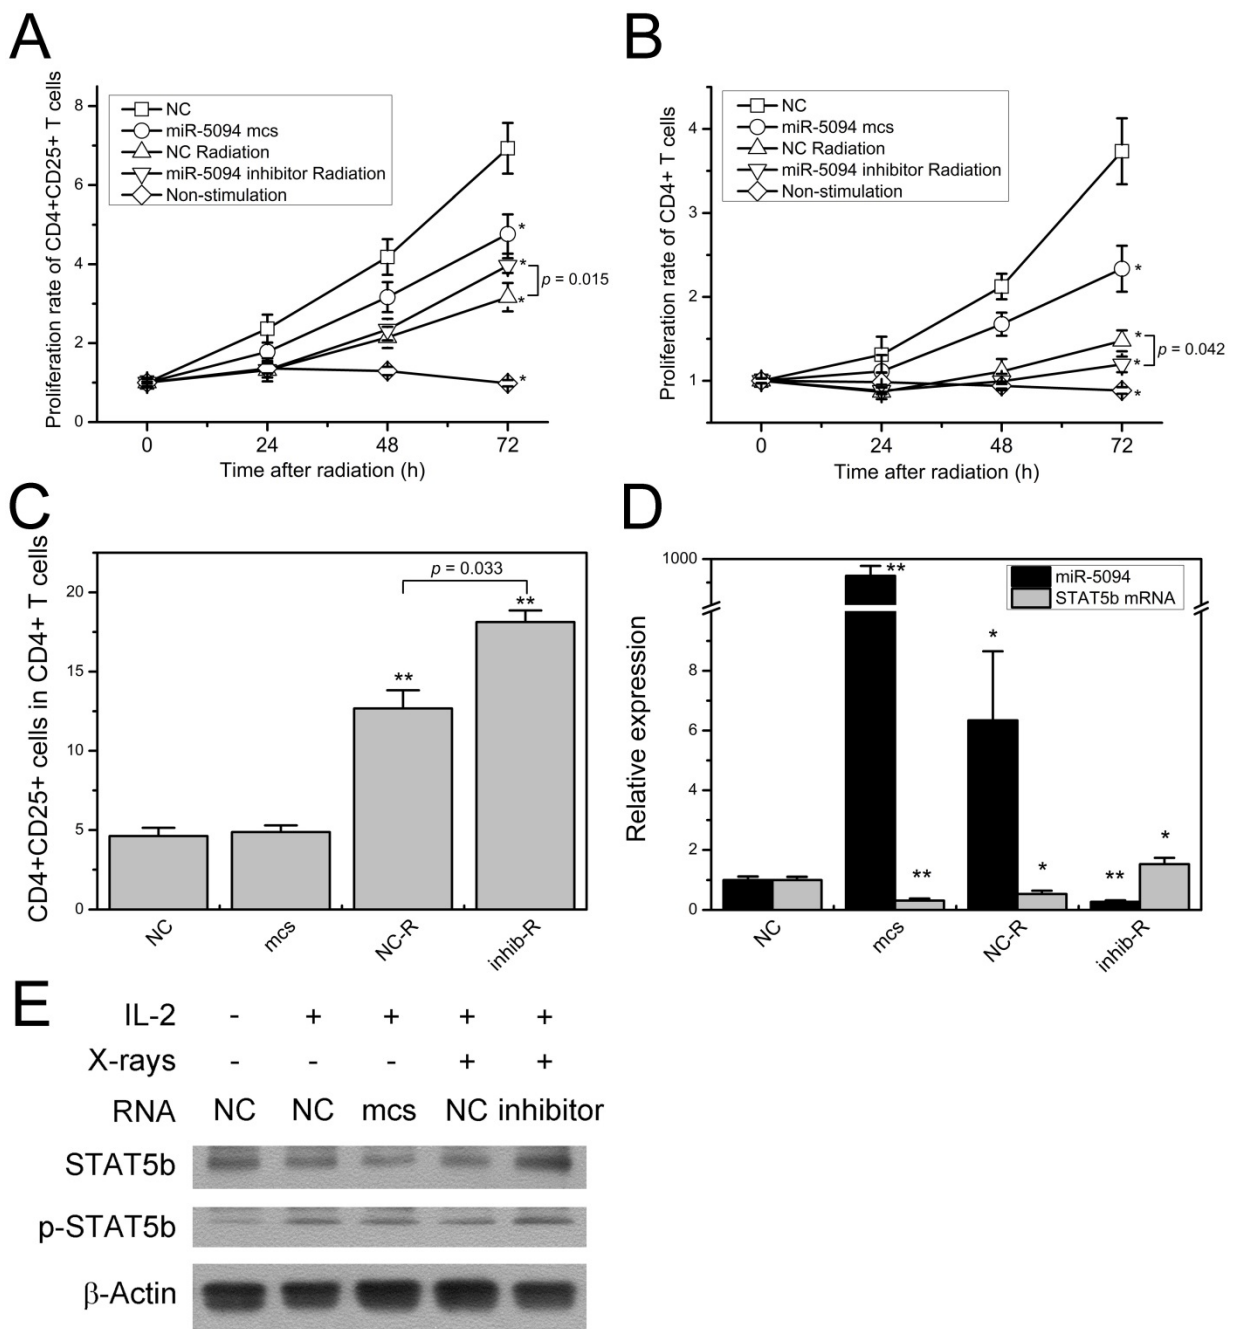 A
Proliferation rate of CD4+CD25+ T cells
8
6
4
2
0
NC
miR-5094 mcs
NC Radiation
miR-5094 inhibitor Radiation
Non-stimulation
*
*
p = 0.015
*
*
0 24 48 72
Time after radiation (h)
B
Proliferation rate of CD4+ T cells
4
3
2
1
NC
miR-5094 mcs
NC Radiation
miR-5094 inhibitor Radiation
Non-stimulation
*
*
p = 0.042
*
*
0 24 48 72
Time after radiation (h)
C
CD4+CD25+ cells in CD4+ T cells
20
15
10
5
0
p = 0.033
**
**
NC mcs NC-R inhib-R
D
Relative expression
1000
8
6
4
2
0
miR-5094
STAT5b mRNA
**
*
**
*
**
*
NC mcs NC-R inhib-R
E
IL-2 - + + + +
X-rays - - - + +
RNA NC NC mcs NC inhibitor
STAT5b
p-STAT5b
β-Actin